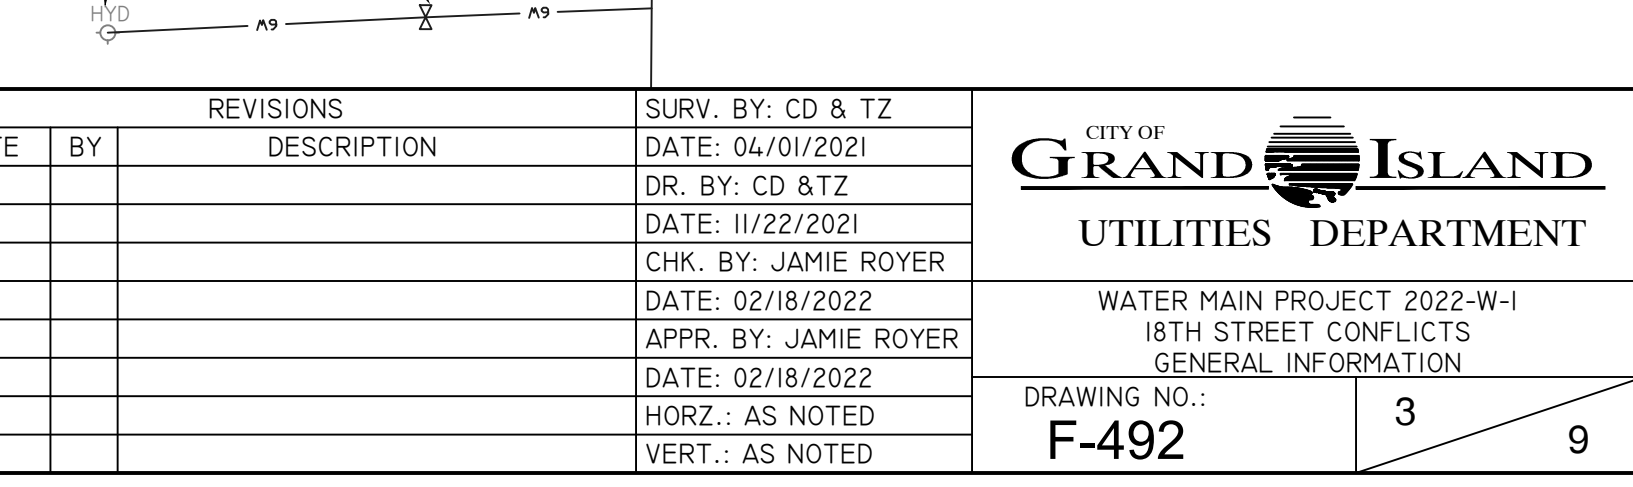 HYD
6W
6W
REVISIONS
SURV. BY: CD & TZ
TE BY DESCRIPTION
DATE: 04/01/2021
DR. BY: CD &TZ
DATE: 11/22/2021
CHK. BY: JAMIE ROYER
DATE: 02/18/2022
APPR. BY: JAMIE ROYER
DATE: 02/18/2022
HORZ.: AS NOTED
VERT.: AS NOTED
CITY OF
GRAND ISLAND
UTILITIES DEPARTMENT
WATER MAIN PROJECT 2022-W-1
18TH STREET CONFLICTS
GENERAL INFORMATION
DRAWING NO.:
F-492
3
9